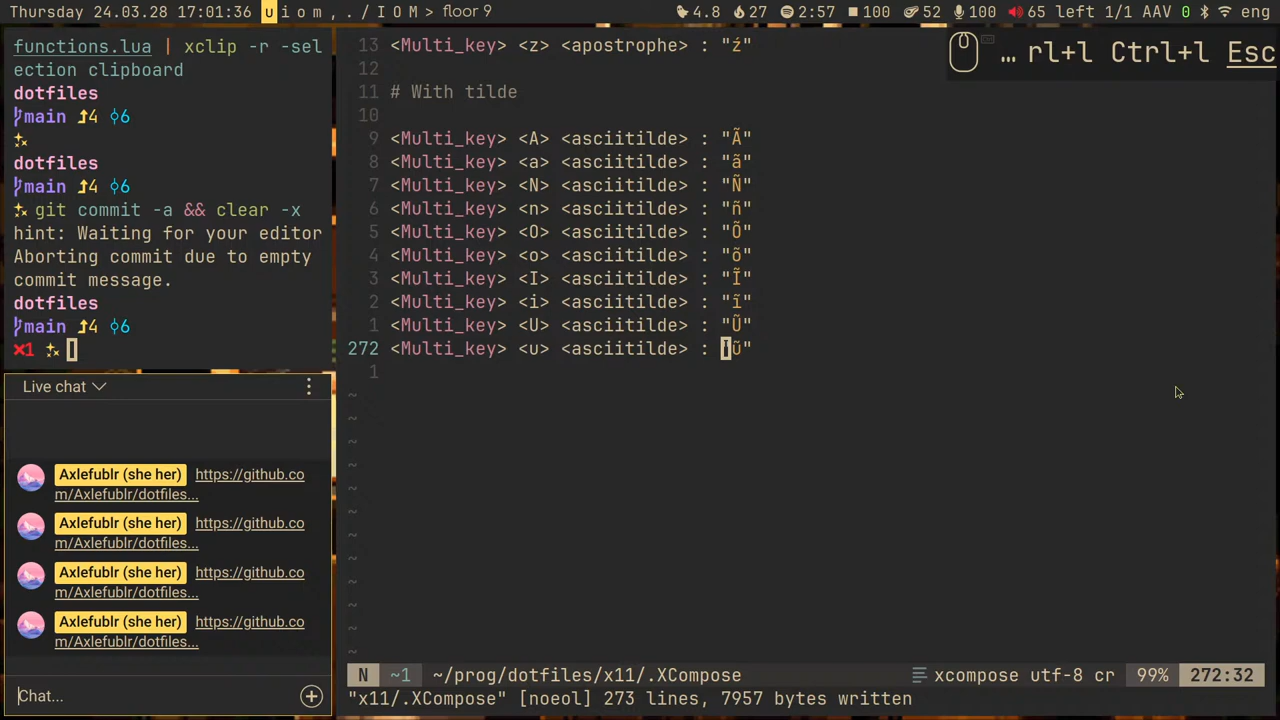 Thursday 24.03.28 17:01:36 u i o m , . / I O M > floor 9 4.8 27 2:57 100 52 100 65 left 1/1 AAV 0 eng
functions.lua | xclip -r -sel
ection clipboard
dotfiles
main 4 6
dotfiles
main 4 6
git commit -a && clear -x
hint: Waiting for your editor
Aborting commit due to empty
commit message.
dotfiles
main 4 6
×1
Live chat
Axlefublr (she her) https://github.co
m/Axlefublr/dotfiles...
Axlefublr (she her) https://github.co
m/Axlefublr/dotfiles...
Axlefublr (she her) https://github.co
m/Axlefublr/dotfiles...
Axlefublr (she her) https://github.co
m/Axlefublr/dotfiles...
Chat...
13 <Multi_key> <z> <apostrophe> : "ź"
12
11 # With tilde
10
9 <Multi_key> <A> <asciitilde> : "Ã"
8 <Multi_key> <a> <asciitilde> : "ã"
7 <Multi_key> <N> <asciitilde> : "Ñ"
6 <Multi_key> <n> <asciitilde> : "ñ"
5 <Multi_key> <O> <asciitilde> : "Õ"
4 <Multi_key> <o> <asciitilde> : "õ"
3 <Multi_key> <I> <asciitilde> : "Ĩ"
2 <Multi_key> <i> <asciitilde> : "ĩ"
1 <Multi_key> <U> <asciitilde> : "Ũ"
272 <Multi_key> <u> <asciitilde> : "ũ"
1
~
~
~
~
~
~
~
~
~
~
~
~
N ~1 ~/prog/dotfiles/x11/.XCompose xcompose utf-8 cr 99% 272:32
"x11/.XCompose" [noeol] 273 lines, 7957 bytes written
… rl+l Ctrl+l Esc